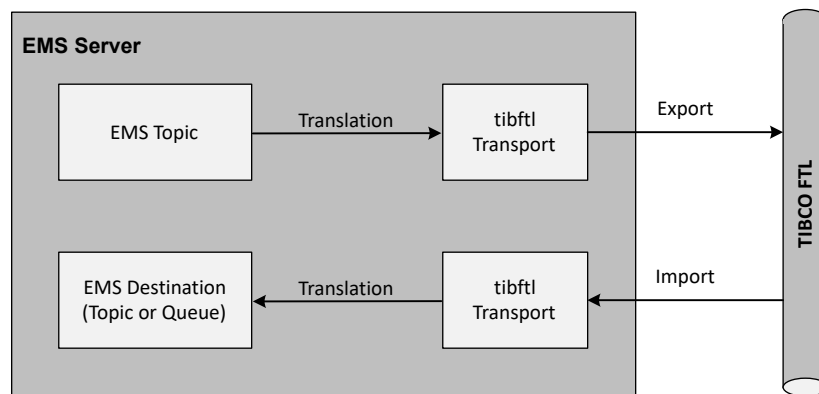 EMS Server
EMS Topic
Translation
tibftl
Transport
Export
TIBCO FTL
EMS Destination
(Topic or Queue)
Translation
tibftl
Transport
Import